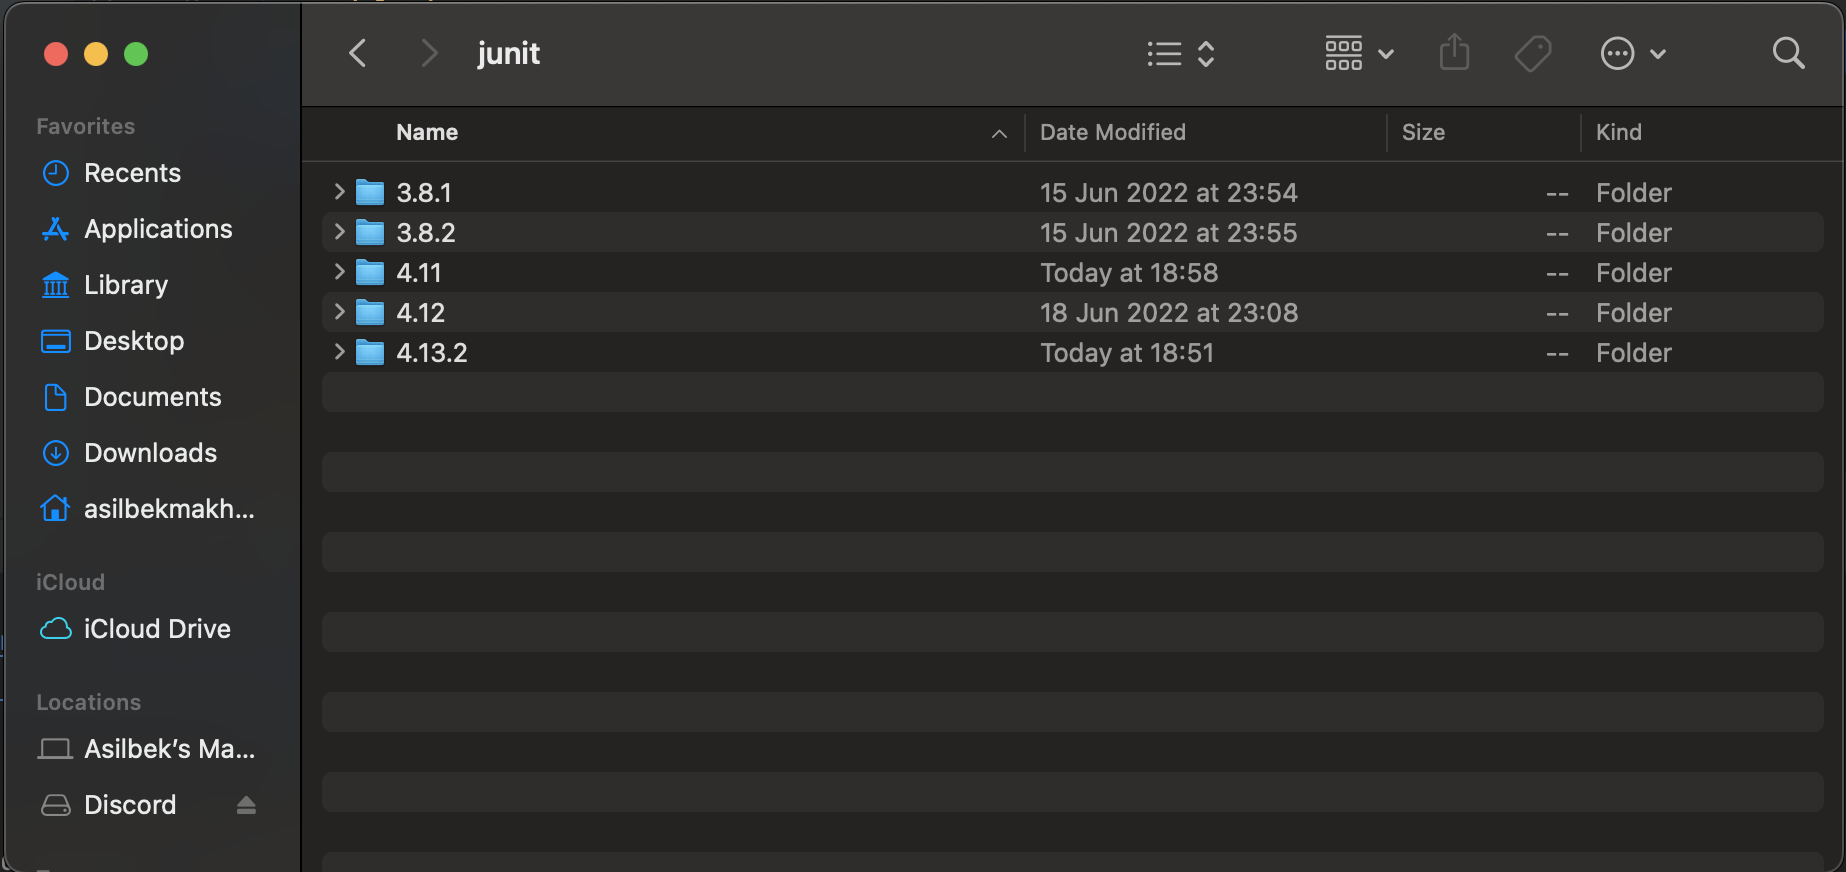 junit
Favorites
Recents
Applications
Library
Desktop
Documents
Downloads
asilbekmakh...
iCloud
iCloud Drive
Locations
Asilbek’s Ma...
Discord
Name Date Modified Size Kind
3.8.1 15 Jun 2022 at 23:54 -- Folder
3.8.2 15 Jun 2022 at 23:55 -- Folder
4.11 Today at 18:58 -- Folder
4.12 18 Jun 2022 at 23:08 -- Folder
4.13.2 Today at 18:51 -- Folder